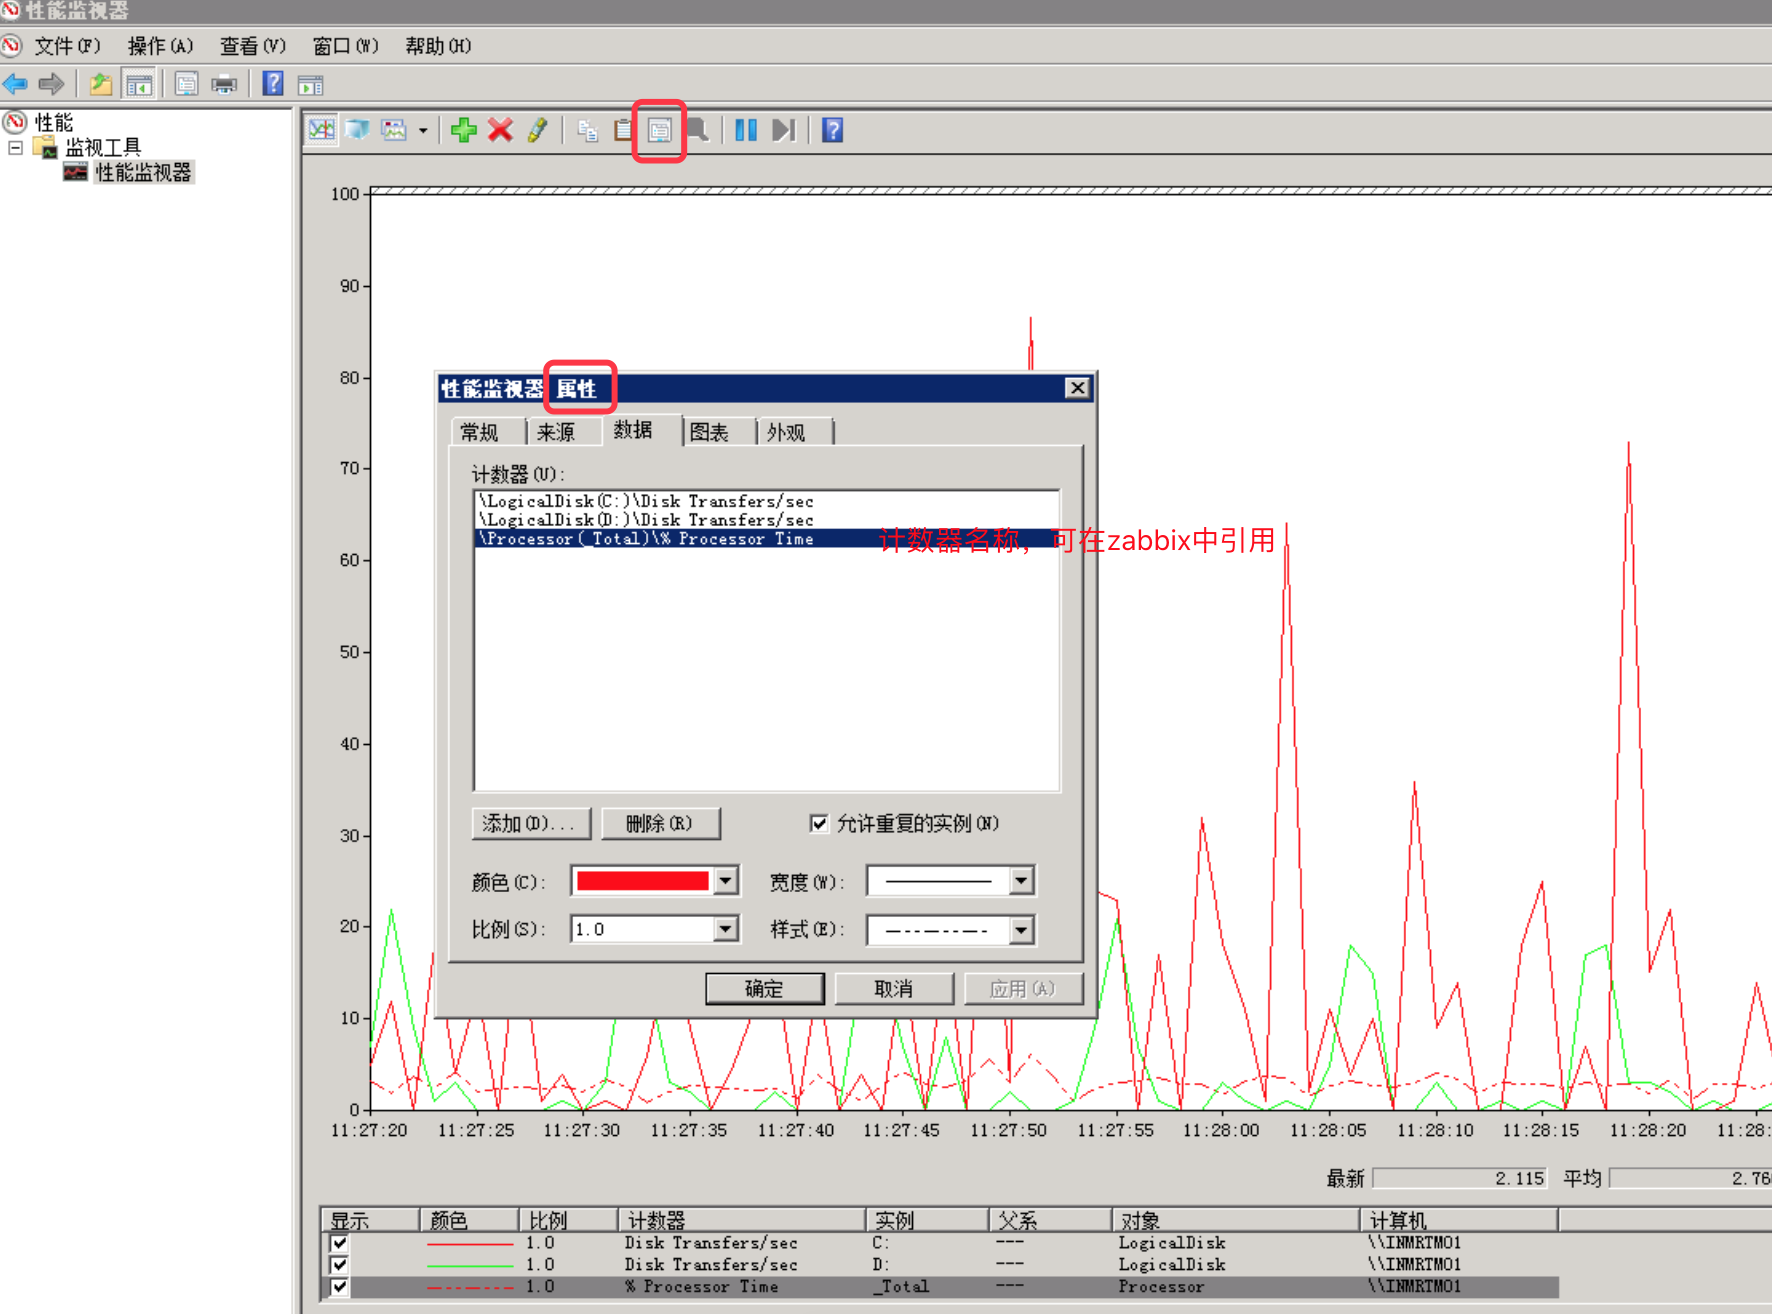 性能监视器
文件(F) 操作(A) 查看(V) 窗口(W) 帮助(H)
性能
监视工具
性能监视器
100
90
80
70
60
50
40
30
20
10
0
性能监视器 属性
常规 来源 数据 图表 外观
计数器(U):
\LogicalDisk(C:)\Disk Transfers/sec
\LogicalDisk(D:)\Disk Transfers/sec
\Processor(_Total)\% Processor Time
计数器名称，可在zabbix中引用
添加(D)... 删除(R) 允许重复的实例(N)
颜色(C): 宽度(W):
比例(S): 1.0 样式(E):
确定 取消 应用(A)
11:27:20 11:27:25 11:27:30 11:27:35 11:27:40 11:27:45 11:27:50 11:27:55 11:28:00 11:28:05 11:28:10 11:28:15 11:28:20 11:28:
最新 2.115 平均 2.76
显示 颜色 比例 计数器 实例 父系 对象 计算机
1.0 Disk Transfers/sec C: --- LogicalDisk \\INMRTM01
1.0 Disk Transfers/sec D: --- LogicalDisk \\INMRTM01
1.0 % Processor Time _Total --- Processor \\INMRTM01